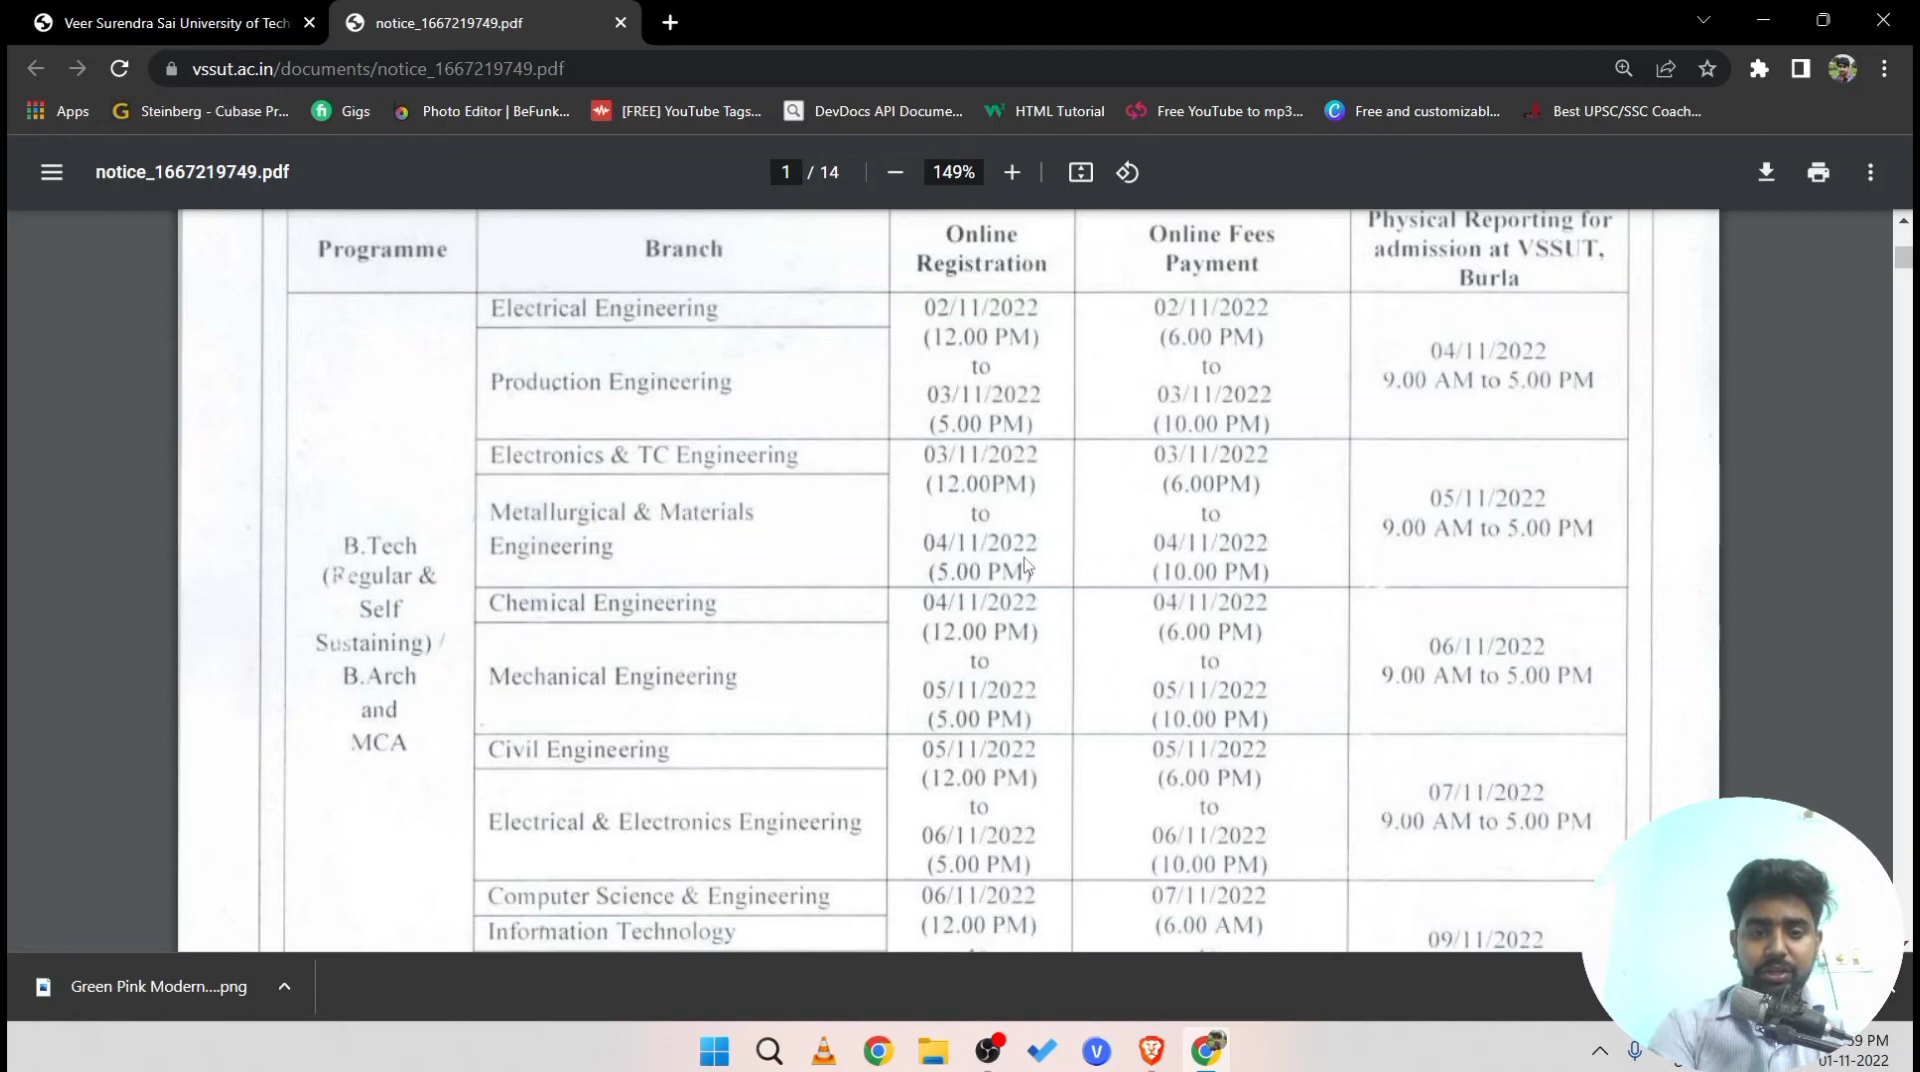 Veer Surendra Sai University of Tech
notice_1667219749.pdf
vssut.ac.in/documents/notice_1667219749.pdf
Apps
Steinberg - Cubase Pr...
Gigs
Photo Editor | BeFunk...
[FREE] YouTube Tags...
DevDocs API Docume...
HTML Tutorial
Free YouTube to mp3...
Free and customizabl...
Best UPSC/SSC Coach...
notice_1667219749.pdf
1 / 14
149%
Programme
Branch
Online
Registration
Online Fees
Payment
Physical Reporting for
admission at VSSUT,
Burla
B.Tech
(Regular &
Self
Sustaining) /
B.Arch
and
MCA
Electrical Engineering
Production Engineering
02/11/2022
(12.00 PM)
to
03/11/2022
(5.00 PM)
02/11/2022
(6.00 PM)
to
03/11/2022
(10.00 PM)
04/11/2022
9.00 AM to 5.00 PM
Electronics & TC Engineering
Metallurgical & Materials
Engineering
03/11/2022
(12.00PM)
to
04/11/2022
(5.00 PM)
03/11/2022
(6.00PM)
to
04/11/2022
(10.00 PM)
05/11/2022
9.00 AM to 5.00 PM
Chemical Engineering
Mechanical Engineering
04/11/2022
(12.00 PM)
to
05/11/2022
(5.00 PM)
04/11/2022
(6.00 PM)
to
05/11/2022
(10.00 PM)
06/11/2022
9.00 AM to 5.00 PM
Civil Engineering
Electrical & Electronics Engineering
05/11/2022
(12.00 PM)
to
06/11/2022
(5.00 PM)
05/11/2022
(6.00 PM)
to
06/11/2022
(10.00 PM)
07/11/2022
9.00 AM to 5.00 PM
Computer Science & Engineering
Information Technology
06/11/2022
(12.00 PM)
07/11/2022
(6.00 AM)
09/11/2022
Green Pink Modern....png
59 PM
01-11-2022